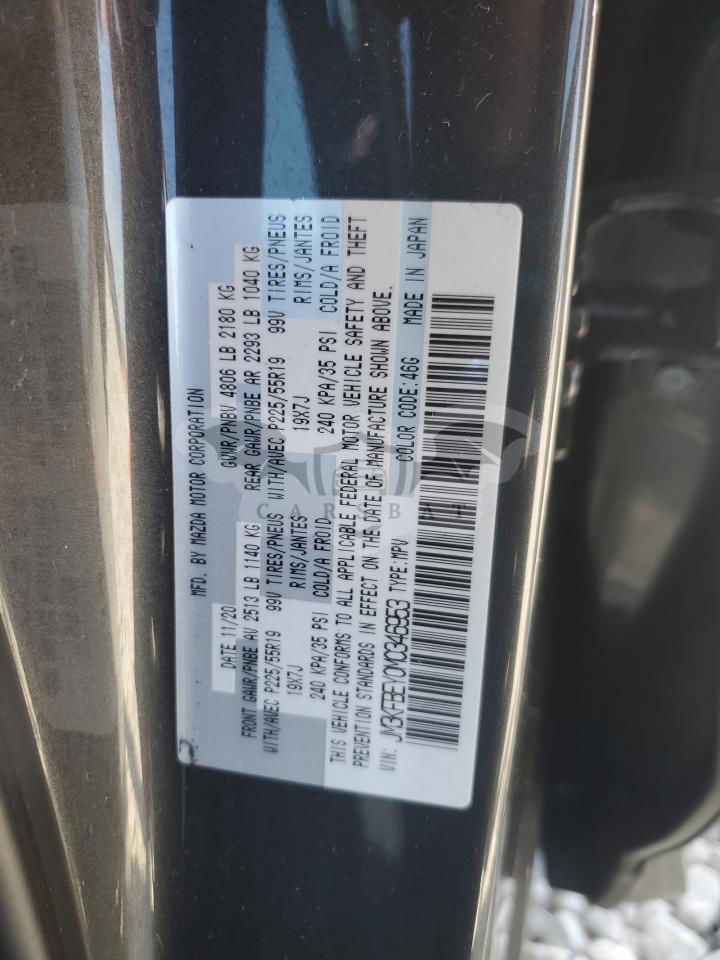 MFD. BY MAZDA MOTOR CORPORATION
DATE 11/20 GVWR/PNBV 4806 LB 2180 KG
FRONT GAWR/PNBE AV 2513 LB 1140 KG REAR GAWR/PNBE AR 2293 LB 1040 KG
WITH/AVEC P225/55R19 99V TIRES/PNEUS WITH/AVEC P225/55R19 99V TIRES/PNEUS
19X7J RIMS/JANTES 19X7J RIMS/JANTES
240 KPA/35 PSI COLD/A FROID 240 KPA/35 PSI COLD/A FROID
THIS VEHICLE CONFORMS TO ALL APPLICABLE FEDERAL MOTOR VEHICLE SAFETY AND THEFT
PREVENTION STANDARDS IN EFFECT ON THE DATE OF MANUFACTURE SHOWN ABOVE.
VIN: JM3KFBEY0M0346953 TYPE:MPV COLOR CODE:46G MADE IN JAPAN
CARSBAT